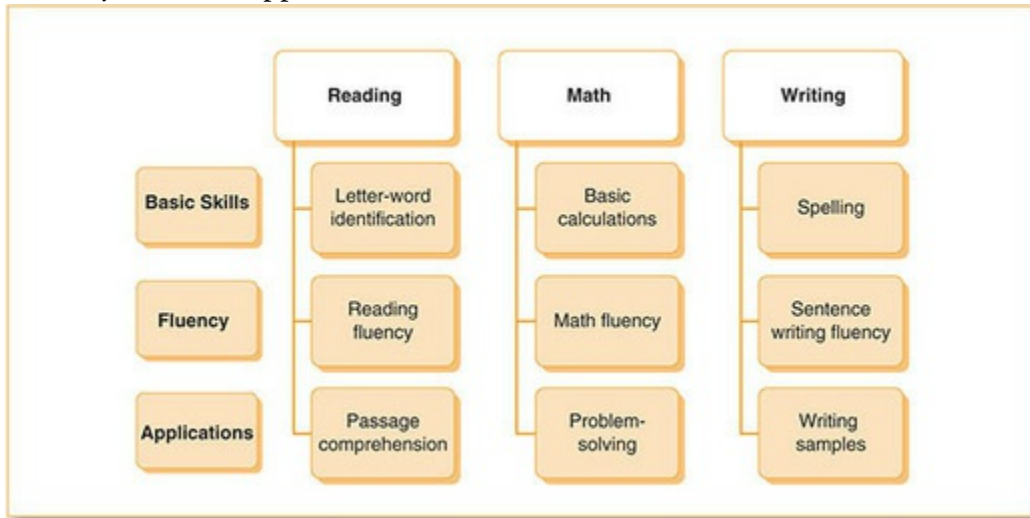 Reading Math Writing
Basic Skills
Letter-word
identification
Basic
calculations
Spelling
Fluency
Reading
fluency
Math fluency
Sentence
writing fluency
Applications
Passage
comprehension
Problem-
solving
Writing
samples